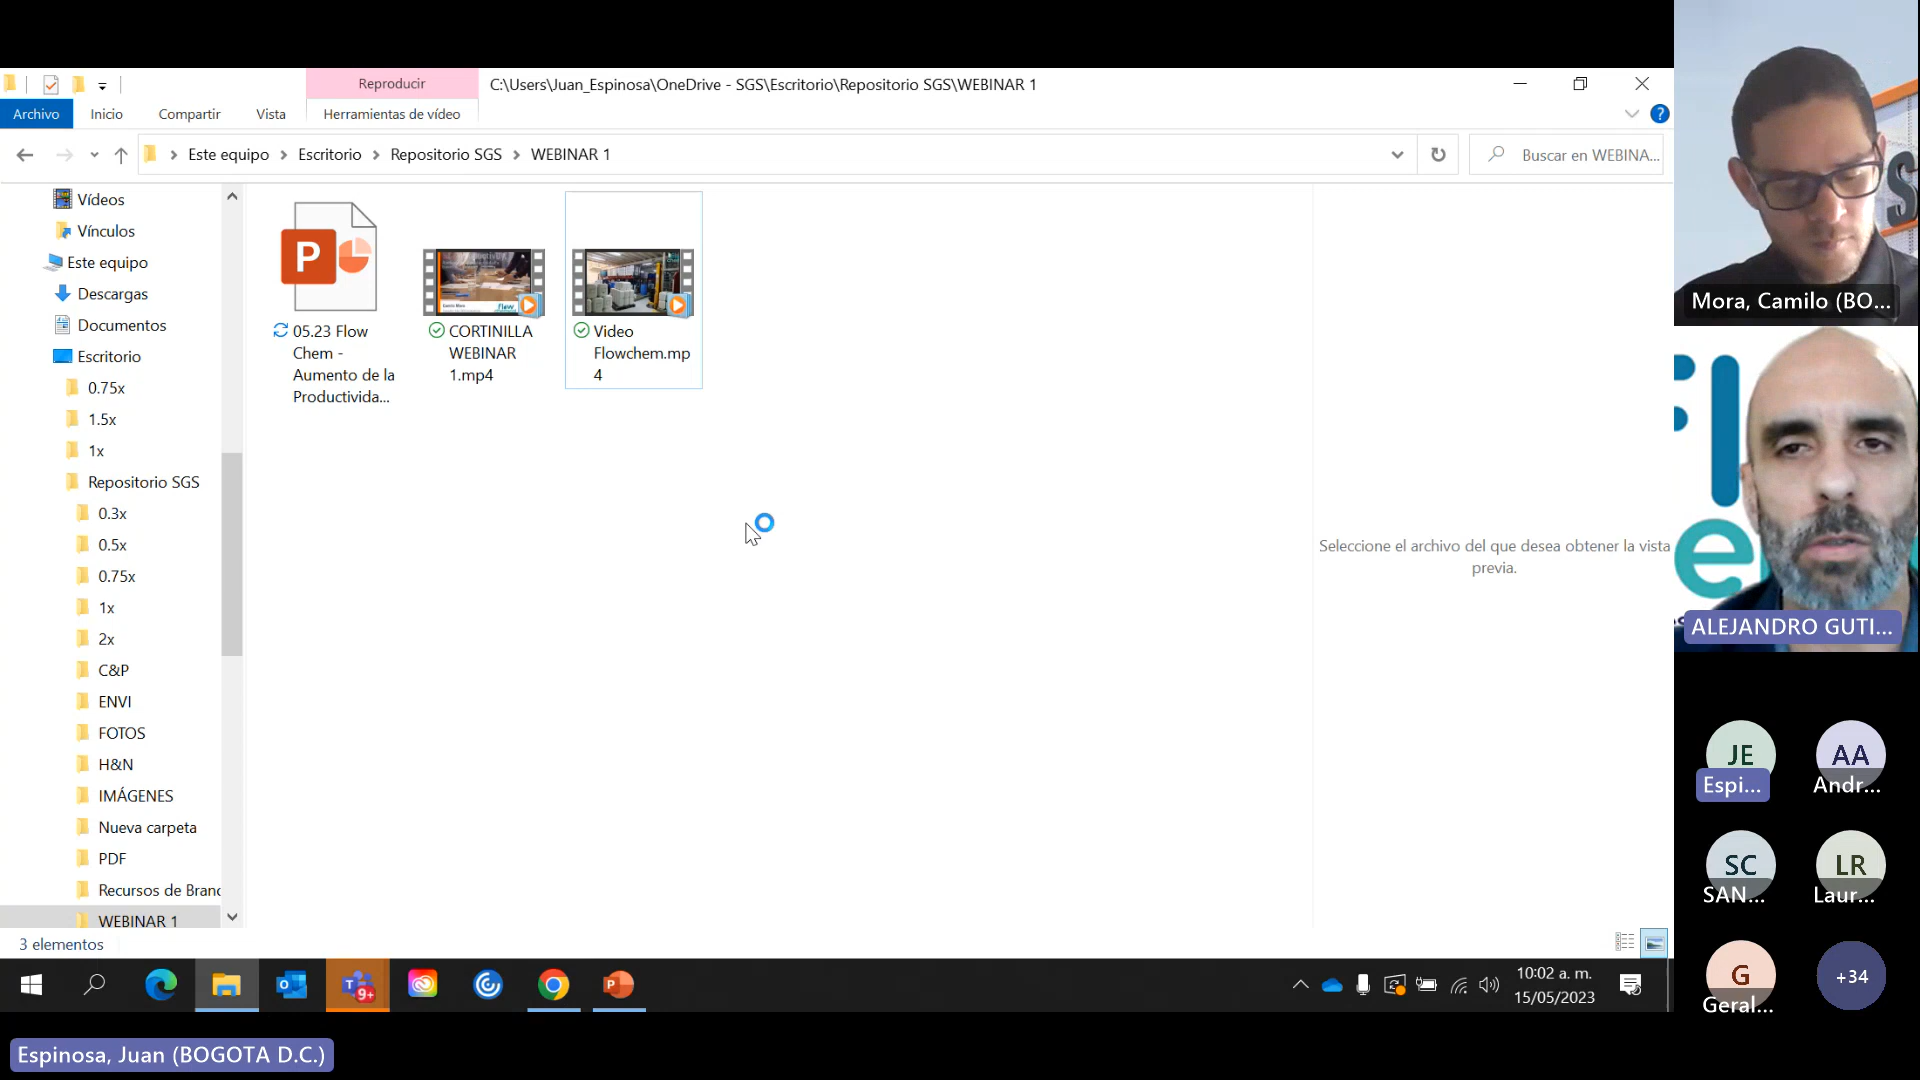 Reproducir
C:\Users\Juan_Espinosa\OneDrive - SGS\Escritorio\Repositorio SGS\WEBINAR 1
Archivo
Inicio
Compartir
Vista
Herramientas de vídeo
Este equipo
Escritorio
Repositorio SGS
WEBINAR 1
Buscar en WEBINA...
Vídeos
Vínculos
Este equipo
Descargas
Documentos
Escritorio
0.75x
1.5x
1x
Repositorio SGS
0.3x
0.5x
0.75x
1x
2x
C&P
ENVI
FOTOS
H&N
IMÁGENES
Nueva carpeta
PDF
Recursos de Branc
WEBINAR 1
05.23 Flow
Chem -
Aumento de la
Productivida...
CORTINILLA
WEBINAR
1.mp4
Video
Flowchem.mp
4
Seleccione el archivo del que desea obtener la vista
previa.
3 elementos
10:02 a. m.
15/05/2023
9+
Mora, Camilo (BO...
ALEJANDRO GUTI...
JE
Espi...
AA
Andr...
SC
SAN...
LR
Laur...
G
Geral...
+34
Espinosa, Juan (BOGOTA D.C.)